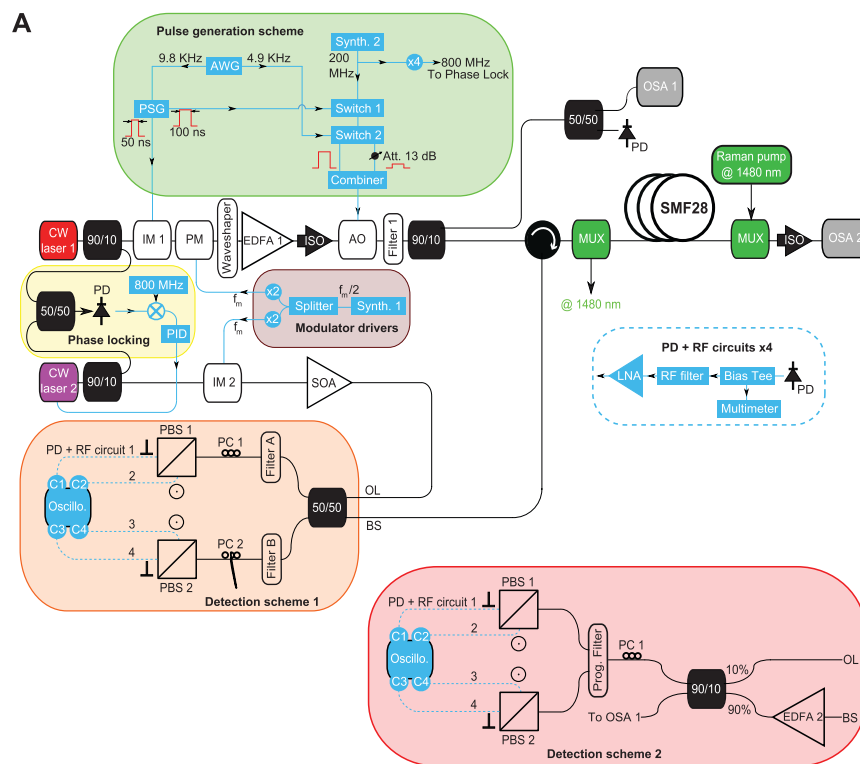 A
Pulse generation scheme
9.8 KHz
AWG
4.9 KHz
Synth. 2
200
MHz
x4
800 MHz
To Phase Lock
PSG
50 ns
100 ns
Switch 1
Switch 2
Att. 13 dB
Combiner
50/50
OSA 1
PD
Raman pump
@ 1480 nm
CW
laser 1
90/10
IM 1
PM
Waveshaper
EDFA 1
ISO
AO
Filter 1
90/10
MUX
SMF28
MUX
ISO
OSA 2
@ 1480 nm
50/50
PD
800 MHz
PID
Phase locking
fm
x2
fm/2
Splitter
Synth. 1
x2
fm
Modulator drivers
CW
laser 2
90/10
IM 2
SOA
PD + RF circuits x4
LNA
RF filter
Bias Tee
PD
Multimeter
PBS 1
PD + RF circuit 1
PC 1
Filter A
2
C1
C2
Oscillo.
C3
C4
3
4
PBS 2
PC 2
Filter B
50/50
OL
BS
Detection scheme 1
PBS 1
PD + RF circuit 1
2
C1
C2
Oscillo.
C3
C4
3
4
PBS 2
Prog. Filter
PC 1
90/10
10%
OL
To OSA 1
90%
EDFA 2
BS
Detection scheme 2